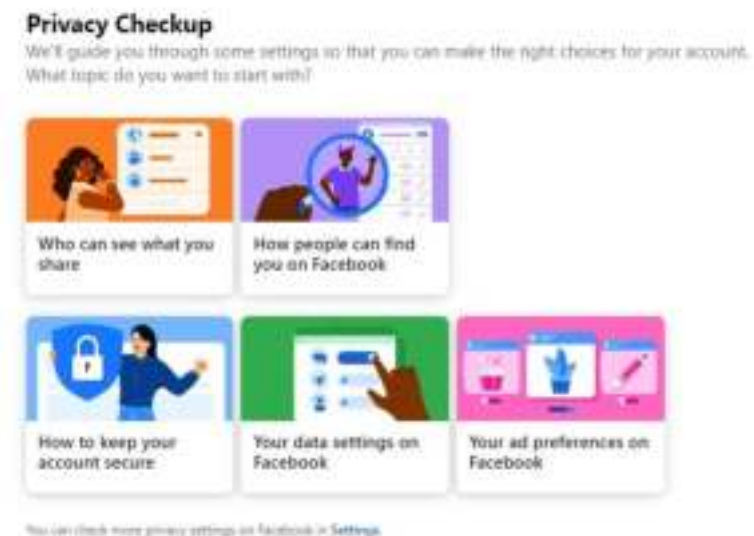 Privacy Checkup
We'll guide you through some settings so that you can make the right choices for your account.
What topic do you want to start with?
Who can see what you
share
How people can find
you on Facebook
How to keep your
account secure
Your data settings on
Facebook
Your ad preferences on
Facebook
You can check more privacy settings on Facebook in Settings.